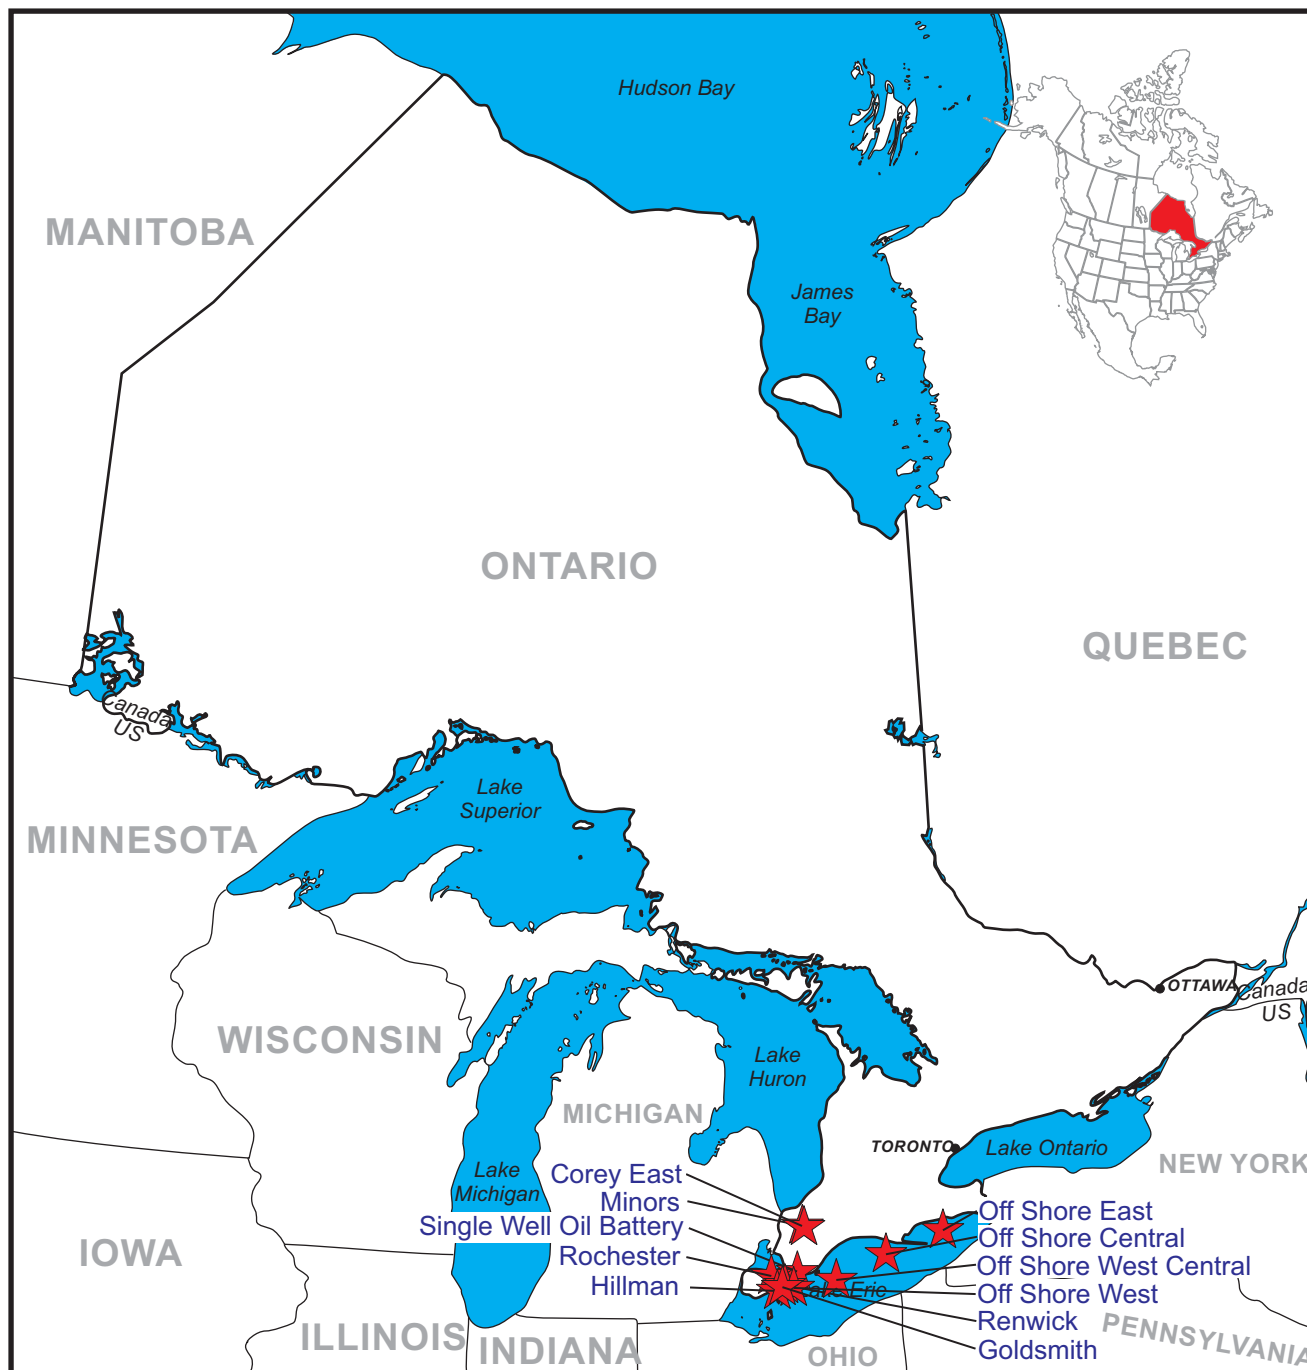 Hudson Bay
MANITOBA
James
Bay
ONTARIO
QUEBEC
Canada
US
Lake
Superior
MINNESOTA
OTTAWA
Canada
US
WISCONSIN
Lake
Huron
MICHIGAN
TORONTO
Lake Ontario
NEW YORK
Lake
Michigan
Corey East
Minors
Single Well Oil Battery
Rochester
Hillman
IOWA
Off Shore East
Off Shore Central
Off Shore West Central
Off Shore West
Renwick
Goldsmith
Lake Erie
ILLINOIS
INDIANA
OHIO
PENNSYLVANIA